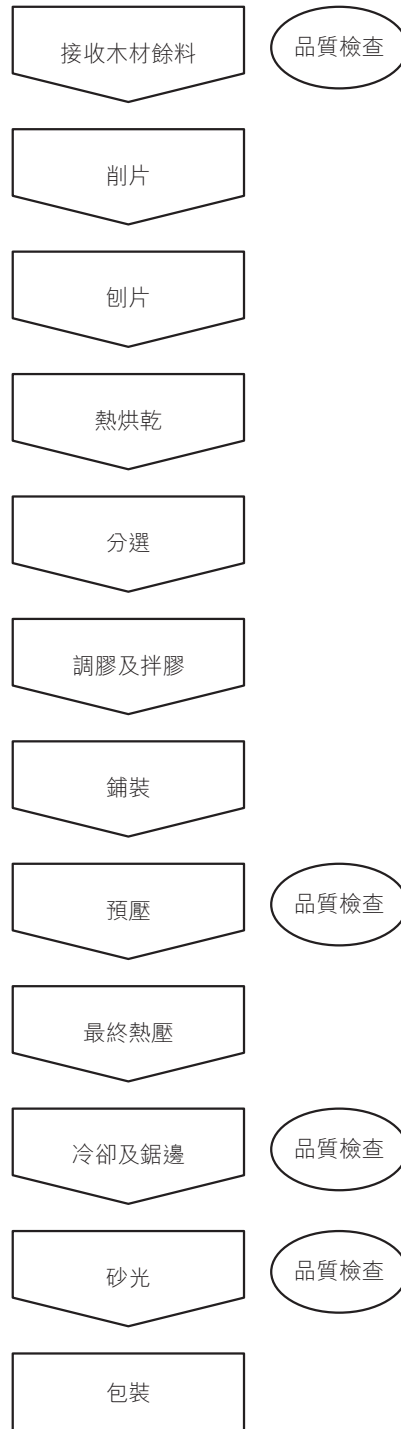 接收木材餘料
品質檢查
削片
刨片
熱烘乾
分選
調膠及拌膠
鋪裝
預壓
品質檢查
最終熱壓
冷卻及鋸邊
品質檢查
砂光
品質檢查
包裝